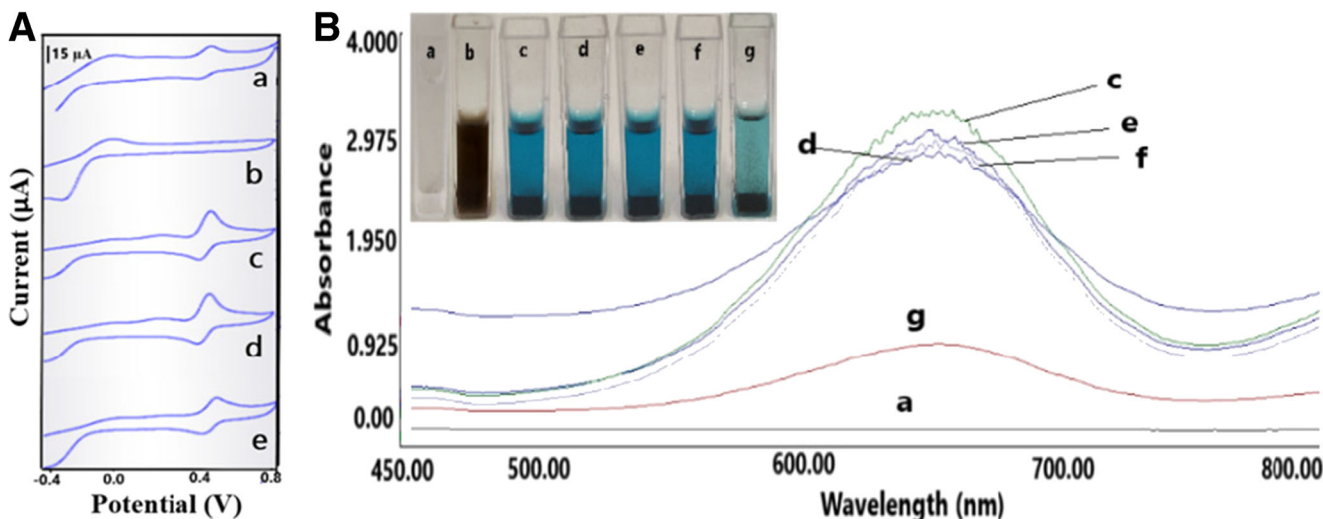 A
15 μA
a
b
c
d
e
Current (μA)
-0.4 0.0 0.4 0.8
Potential (V)
B
4.000
2.975
1.950
0.925
0.00
Absorbance
a b c d e f g
c
e
d
f
g
a
450.00 500.00 600.00 700.00 800.00
Wavelength (nm)